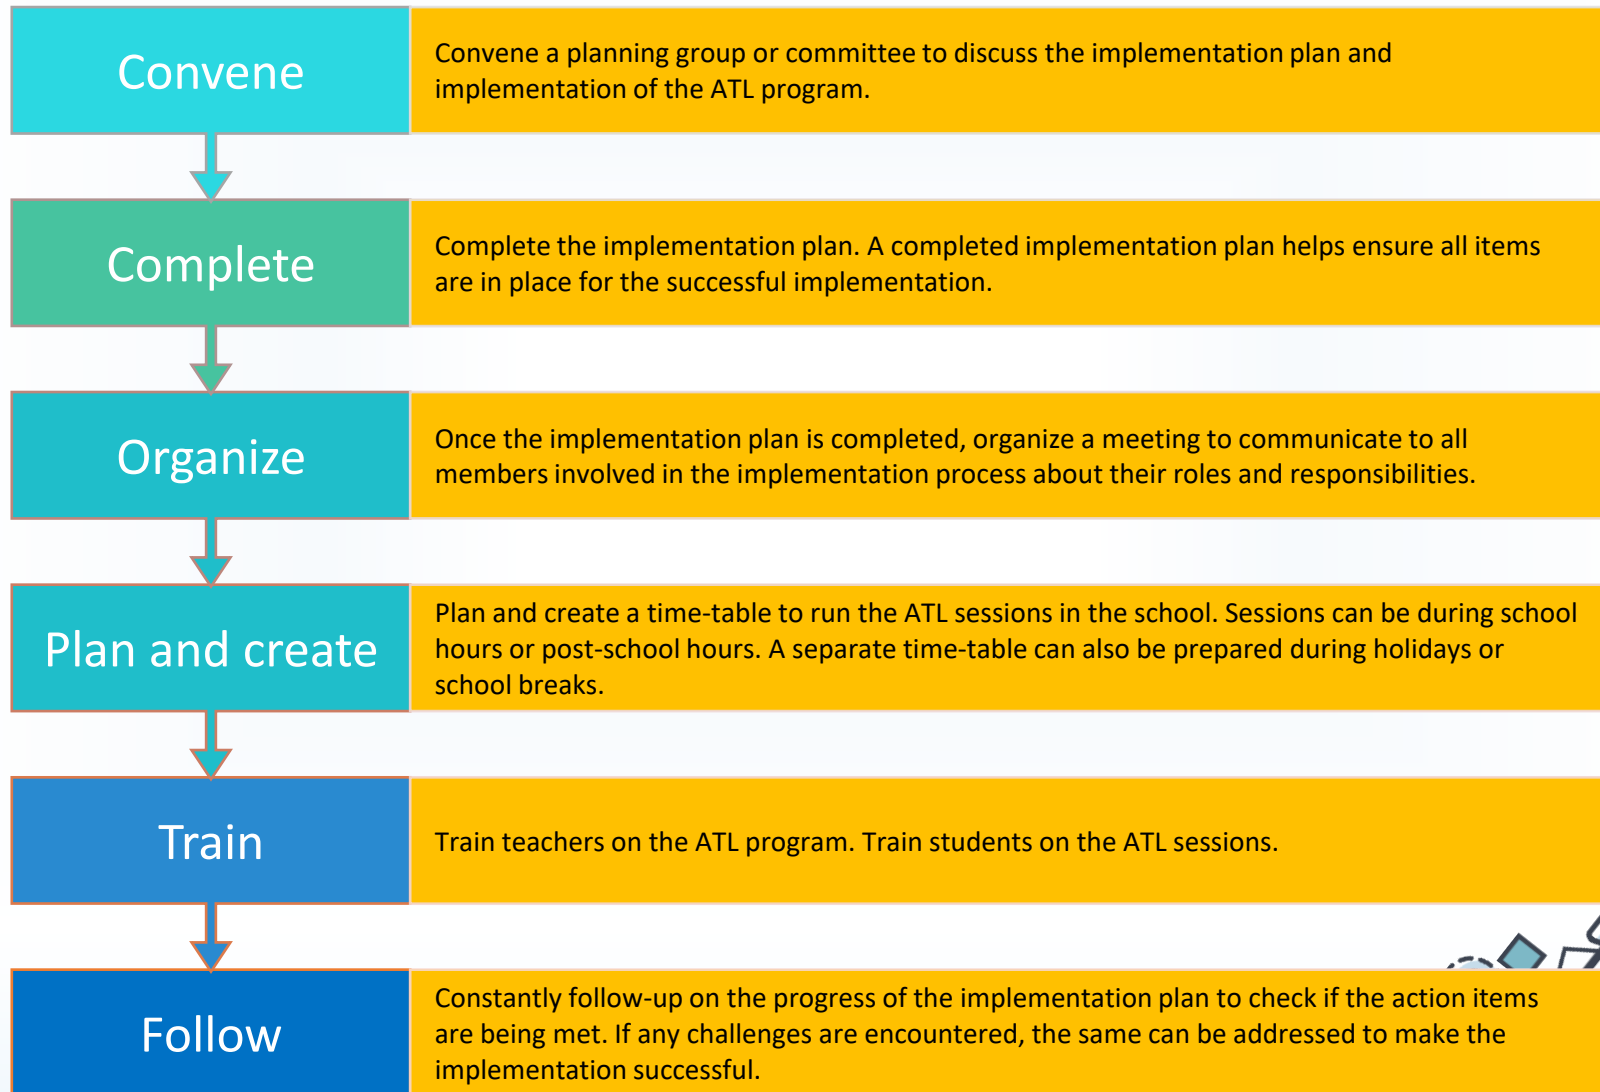 Convene
Convene a planning group or committee to discuss the implementation plan and
implementation of the ATL program.
Complete
Complete the implementation plan. A completed implementation plan helps ensure all items
are in place for the successful implementation.
Organize
Once the implementation plan is completed, organize a meeting to communicate to all
members involved in the implementation process about their roles and responsibilities.
Plan and create
Plan and create a time-table to run the ATL sessions in the school. Sessions can be during school
hours or post-school hours. A separate time-table can also be prepared during holidays or
school breaks.
Train
Train teachers on the ATL program. Train students on the ATL sessions.
Follow
Constantly follow-up on the progress of the implementation plan to check if the action items
are being met. If any challenges are encountered, the same can be addressed to make the
implementation successful.